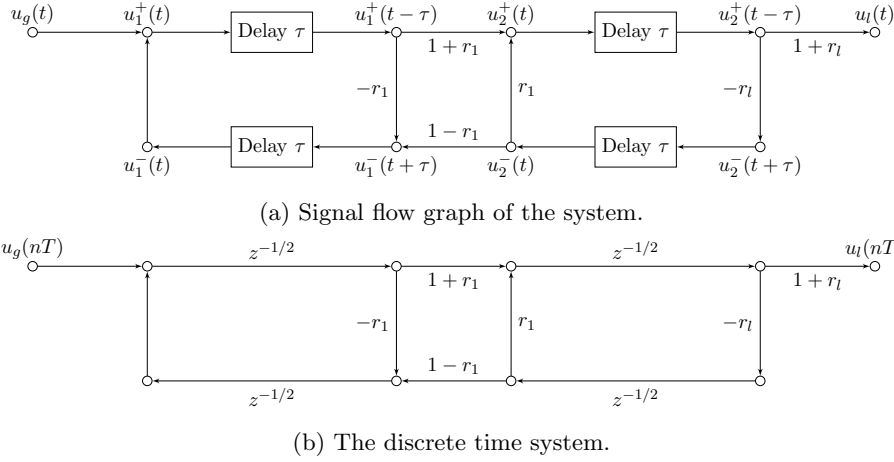 u_g(t) u_1^+(t) u_1^+(t − τ) u_2^+(t) u_2^+(t − τ) u_l(t)
Delay τ Delay τ
1 + r_1 1 + r_l
−r_1 r_1 −r_l
1 − r_1
Delay τ Delay τ
u_1^−(t) u_1^−(t + τ) u_2^−(t) u_2^−(t + τ)
(a) Signal flow graph of the system.
u_g(nT) z^{−1/2} z^{−1/2} u_l(nT
1 + r_1 1 + r_l
−r_1 r_1 −r_l
1 − r_1
z^{−1/2} z^{−1/2}
(b) The discrete time system.